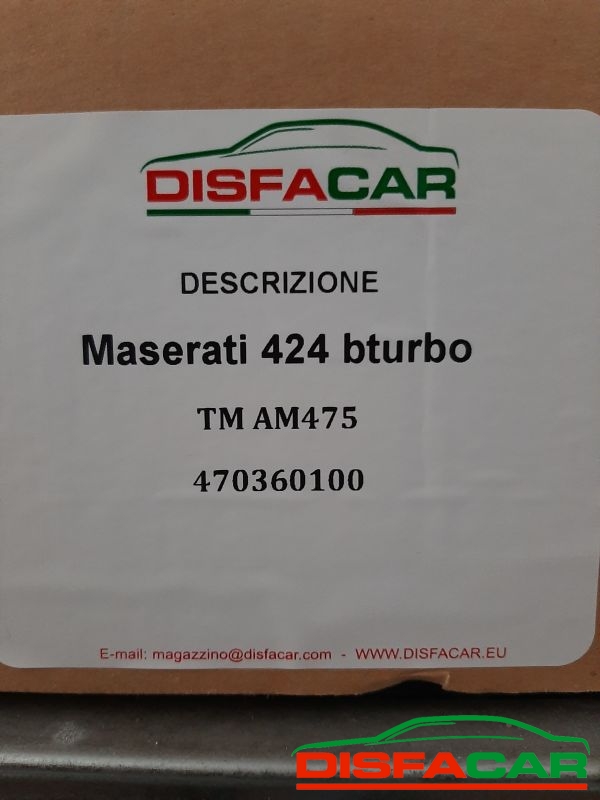 DISFACAR
DESCRIZIONE
Maserati 424 bturbo
TM AM475
470360100
E-mail: magazzino@disfacar.com - WWW.DISFACAR.EU
DISFACAR